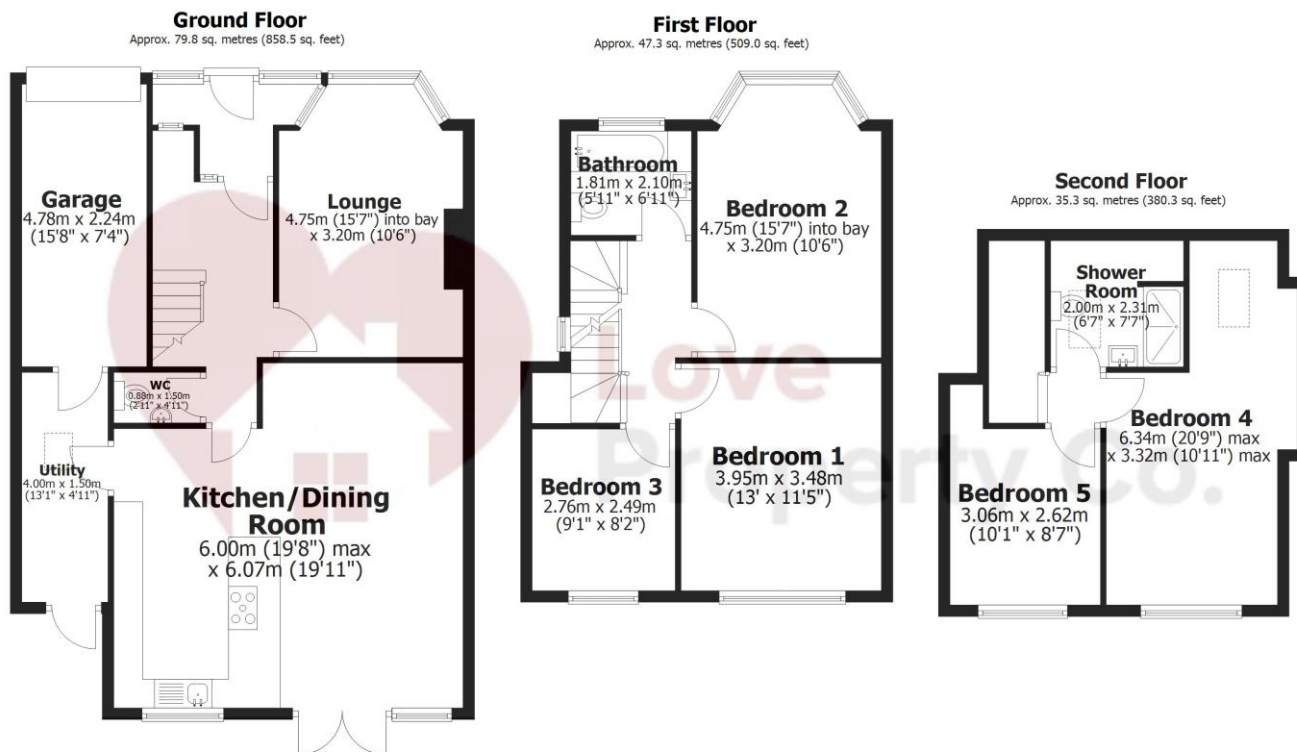 Ground Floor
Approx. 79.8 sq. metres (858.5 sq. feet)
Garage
4.78m x 2.24m
(15'8" x 7'4")
Lounge
4.75m (15'7") into bay
x 3.20m (10'6")
WC
0.88m x 1.50m
(2'11" x 4'11")
Utility
4.00m x 1.50m
(13'1" x 4'11")
Kitchen/Dining
Room
6.00m (19'8") max
x 6.07m (19'11")
First Floor
Approx. 47.3 sq. metres (509.0 sq. feet)
Bathroom
1.81m x 2.10m
(5'11" x 6'11")
Bedroom 2
4.75m (15'7") into bay
x 3.20m (10'6")
Bedroom 3
2.76m x 2.49m
(9'1" x 8'2")
Bedroom 1
3.95m x 3.48m
(13' x 11'5")
Second Floor
Approx. 35.3 sq. metres (380.3 sq. feet)
Shower
Room
2.00m x 2.31m
(6'7" x 7'7")
Bedroom 4
6.34m (20'9") max
x 3.32m (10'11") max
Bedroom 5
3.06m x 2.62m
(10'1" x 8'7")
Love
Property Co.